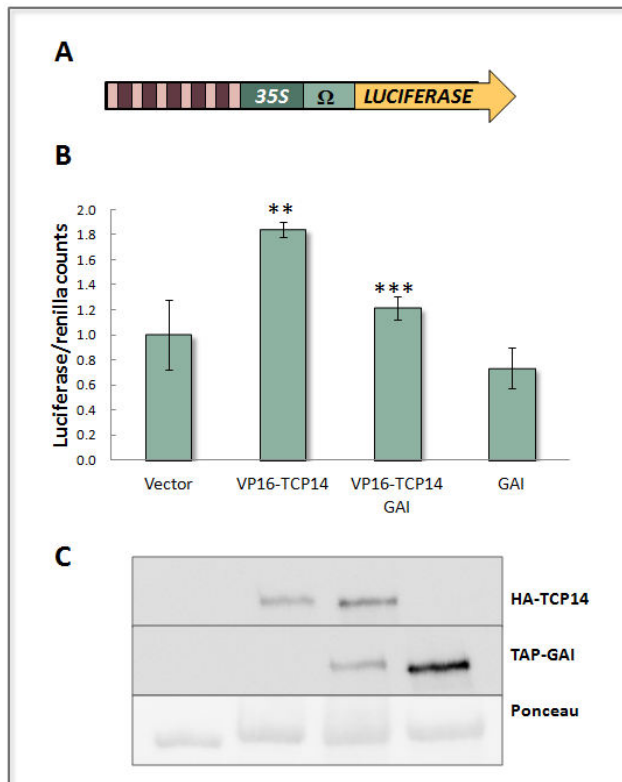 A
35S Ω LUCIFERASE
B
Luciferase/renilla counts
2.0
1.8
1.6
1.4
1.2
1.0
0.8
0.6
0.4
0.2
0.0
**
***
Vector
VP16-TCP14
VP16-TCP14
GAI
GAI
C
HA-TCP14
TAP-GAI
Ponceau